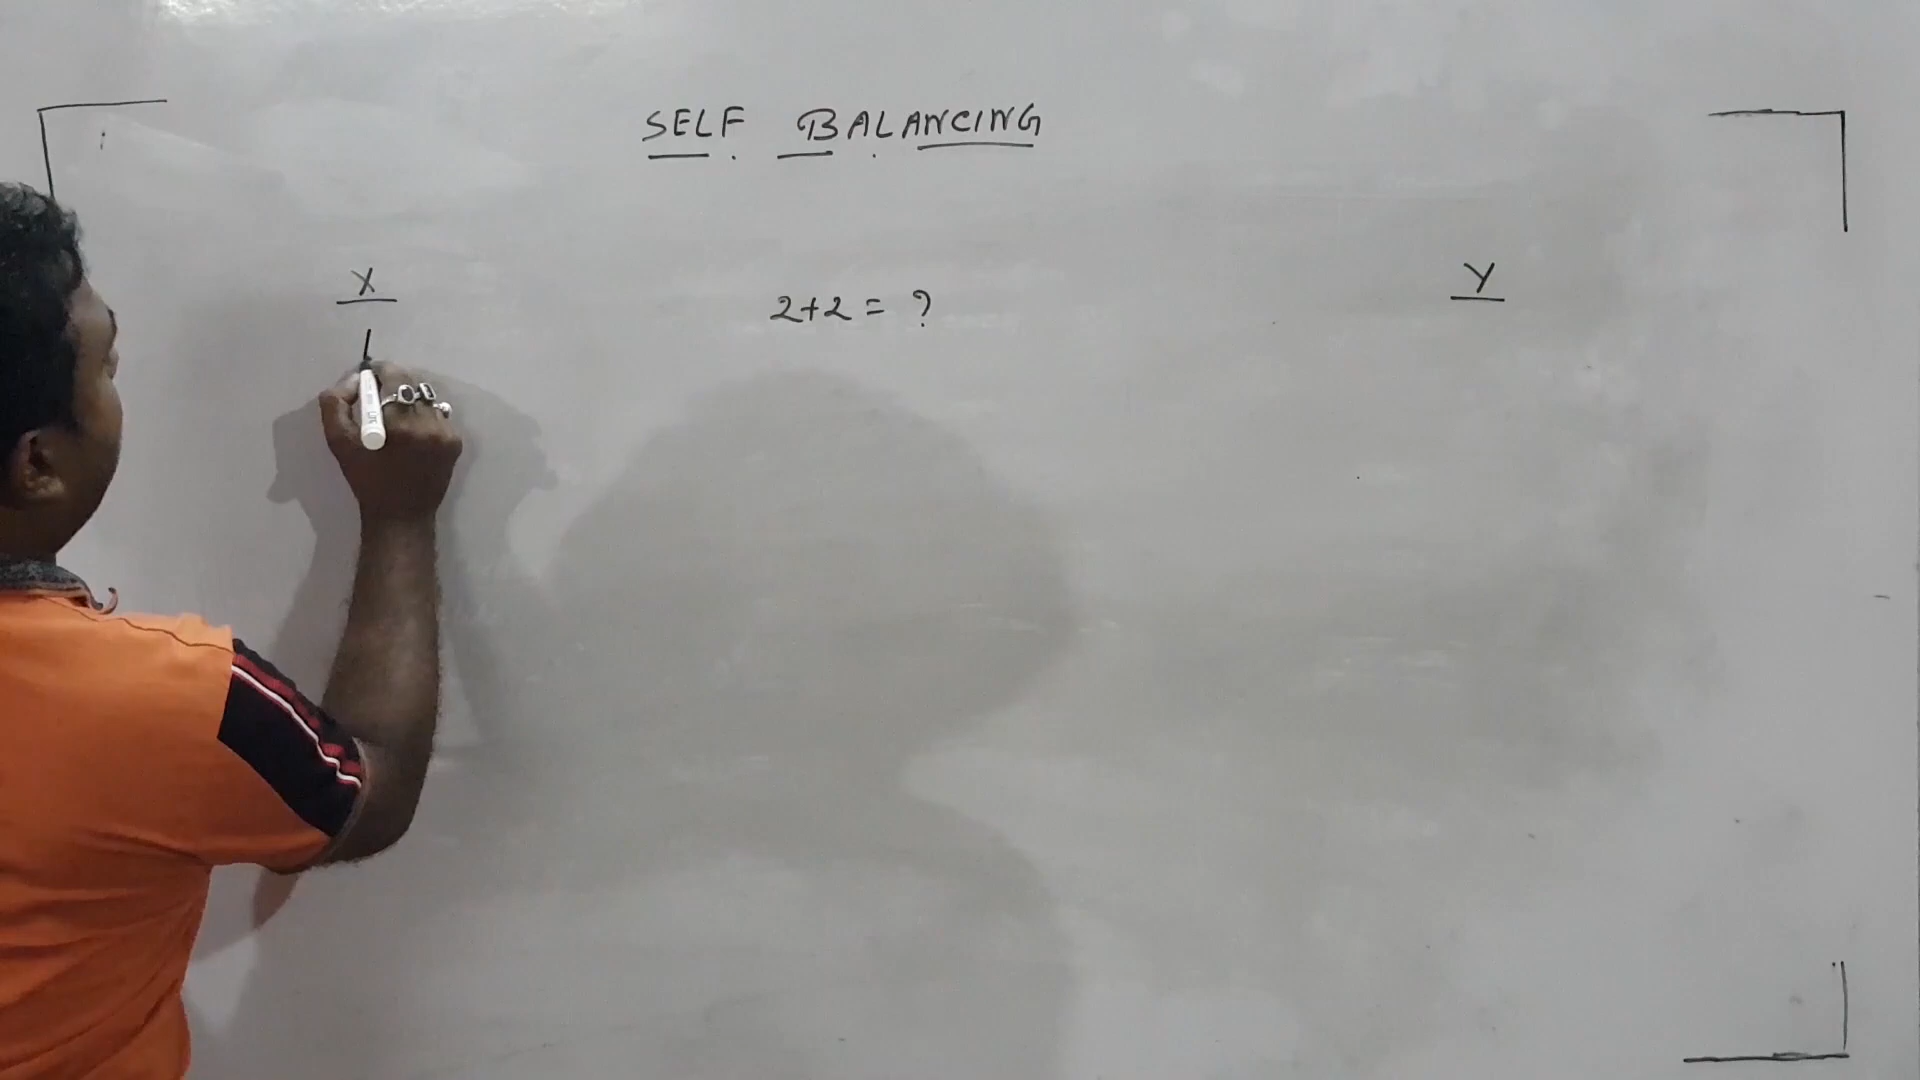 SELF BALANCING
X
Y
2+2 = ?